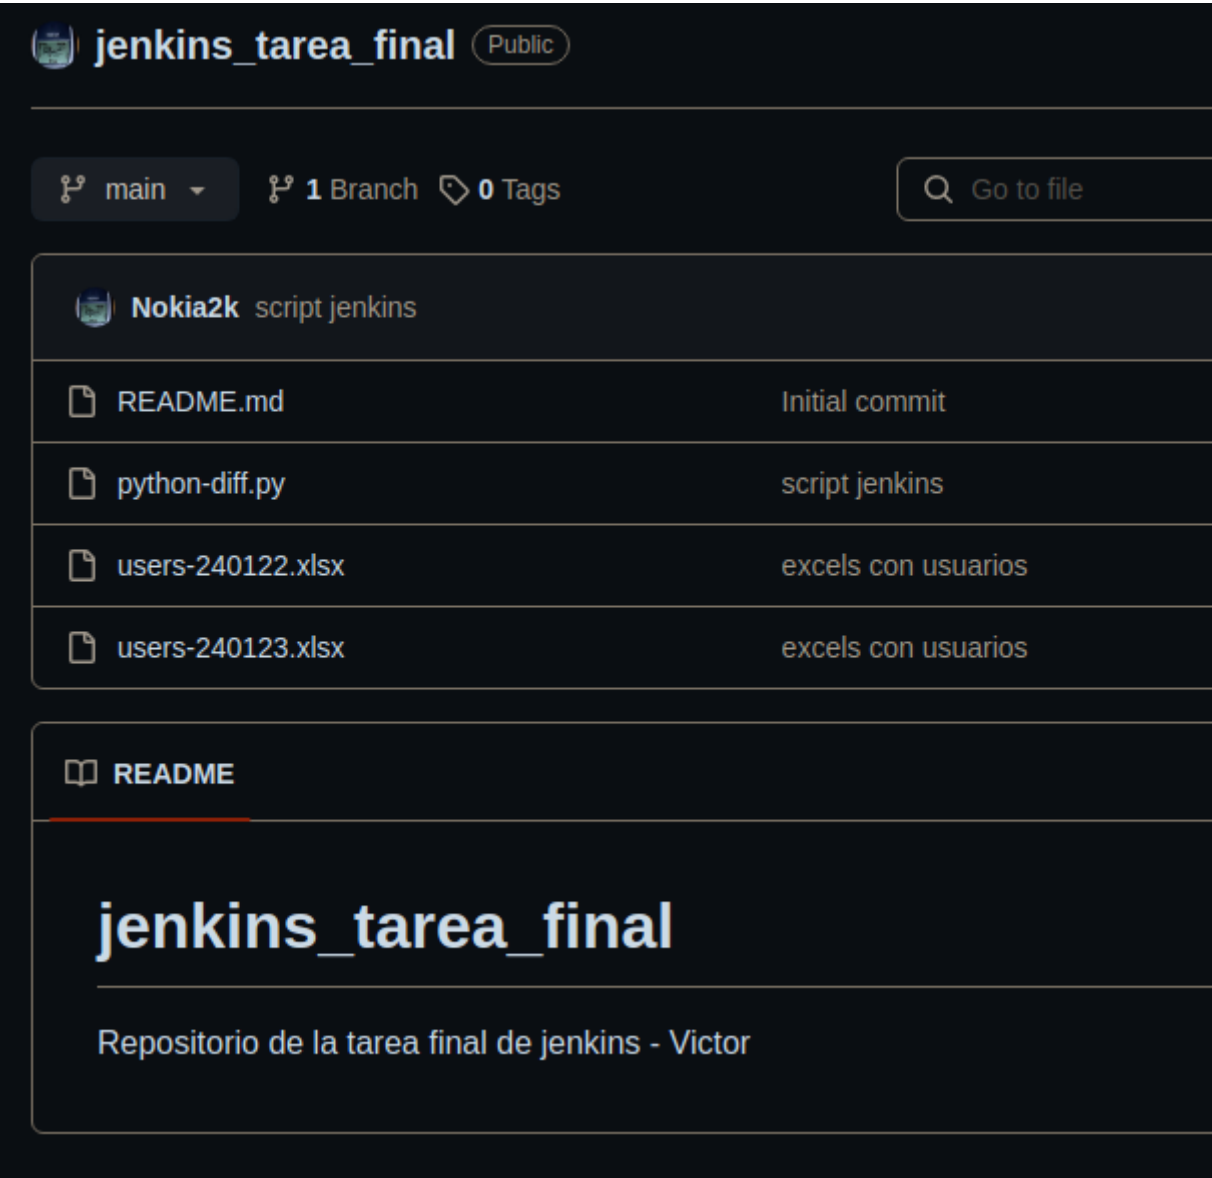 jenkins_tarea_final Public
main 1 Branch 0 Tags Go to file
Nokia2k script jenkins
README.md Initial commit
python-diff.py script jenkins
users-240122.xlsx excels con usuarios
users-240123.xlsx excels con usuarios
README
jenkins_tarea_final
Repositorio de la tarea final de jenkins - Victor